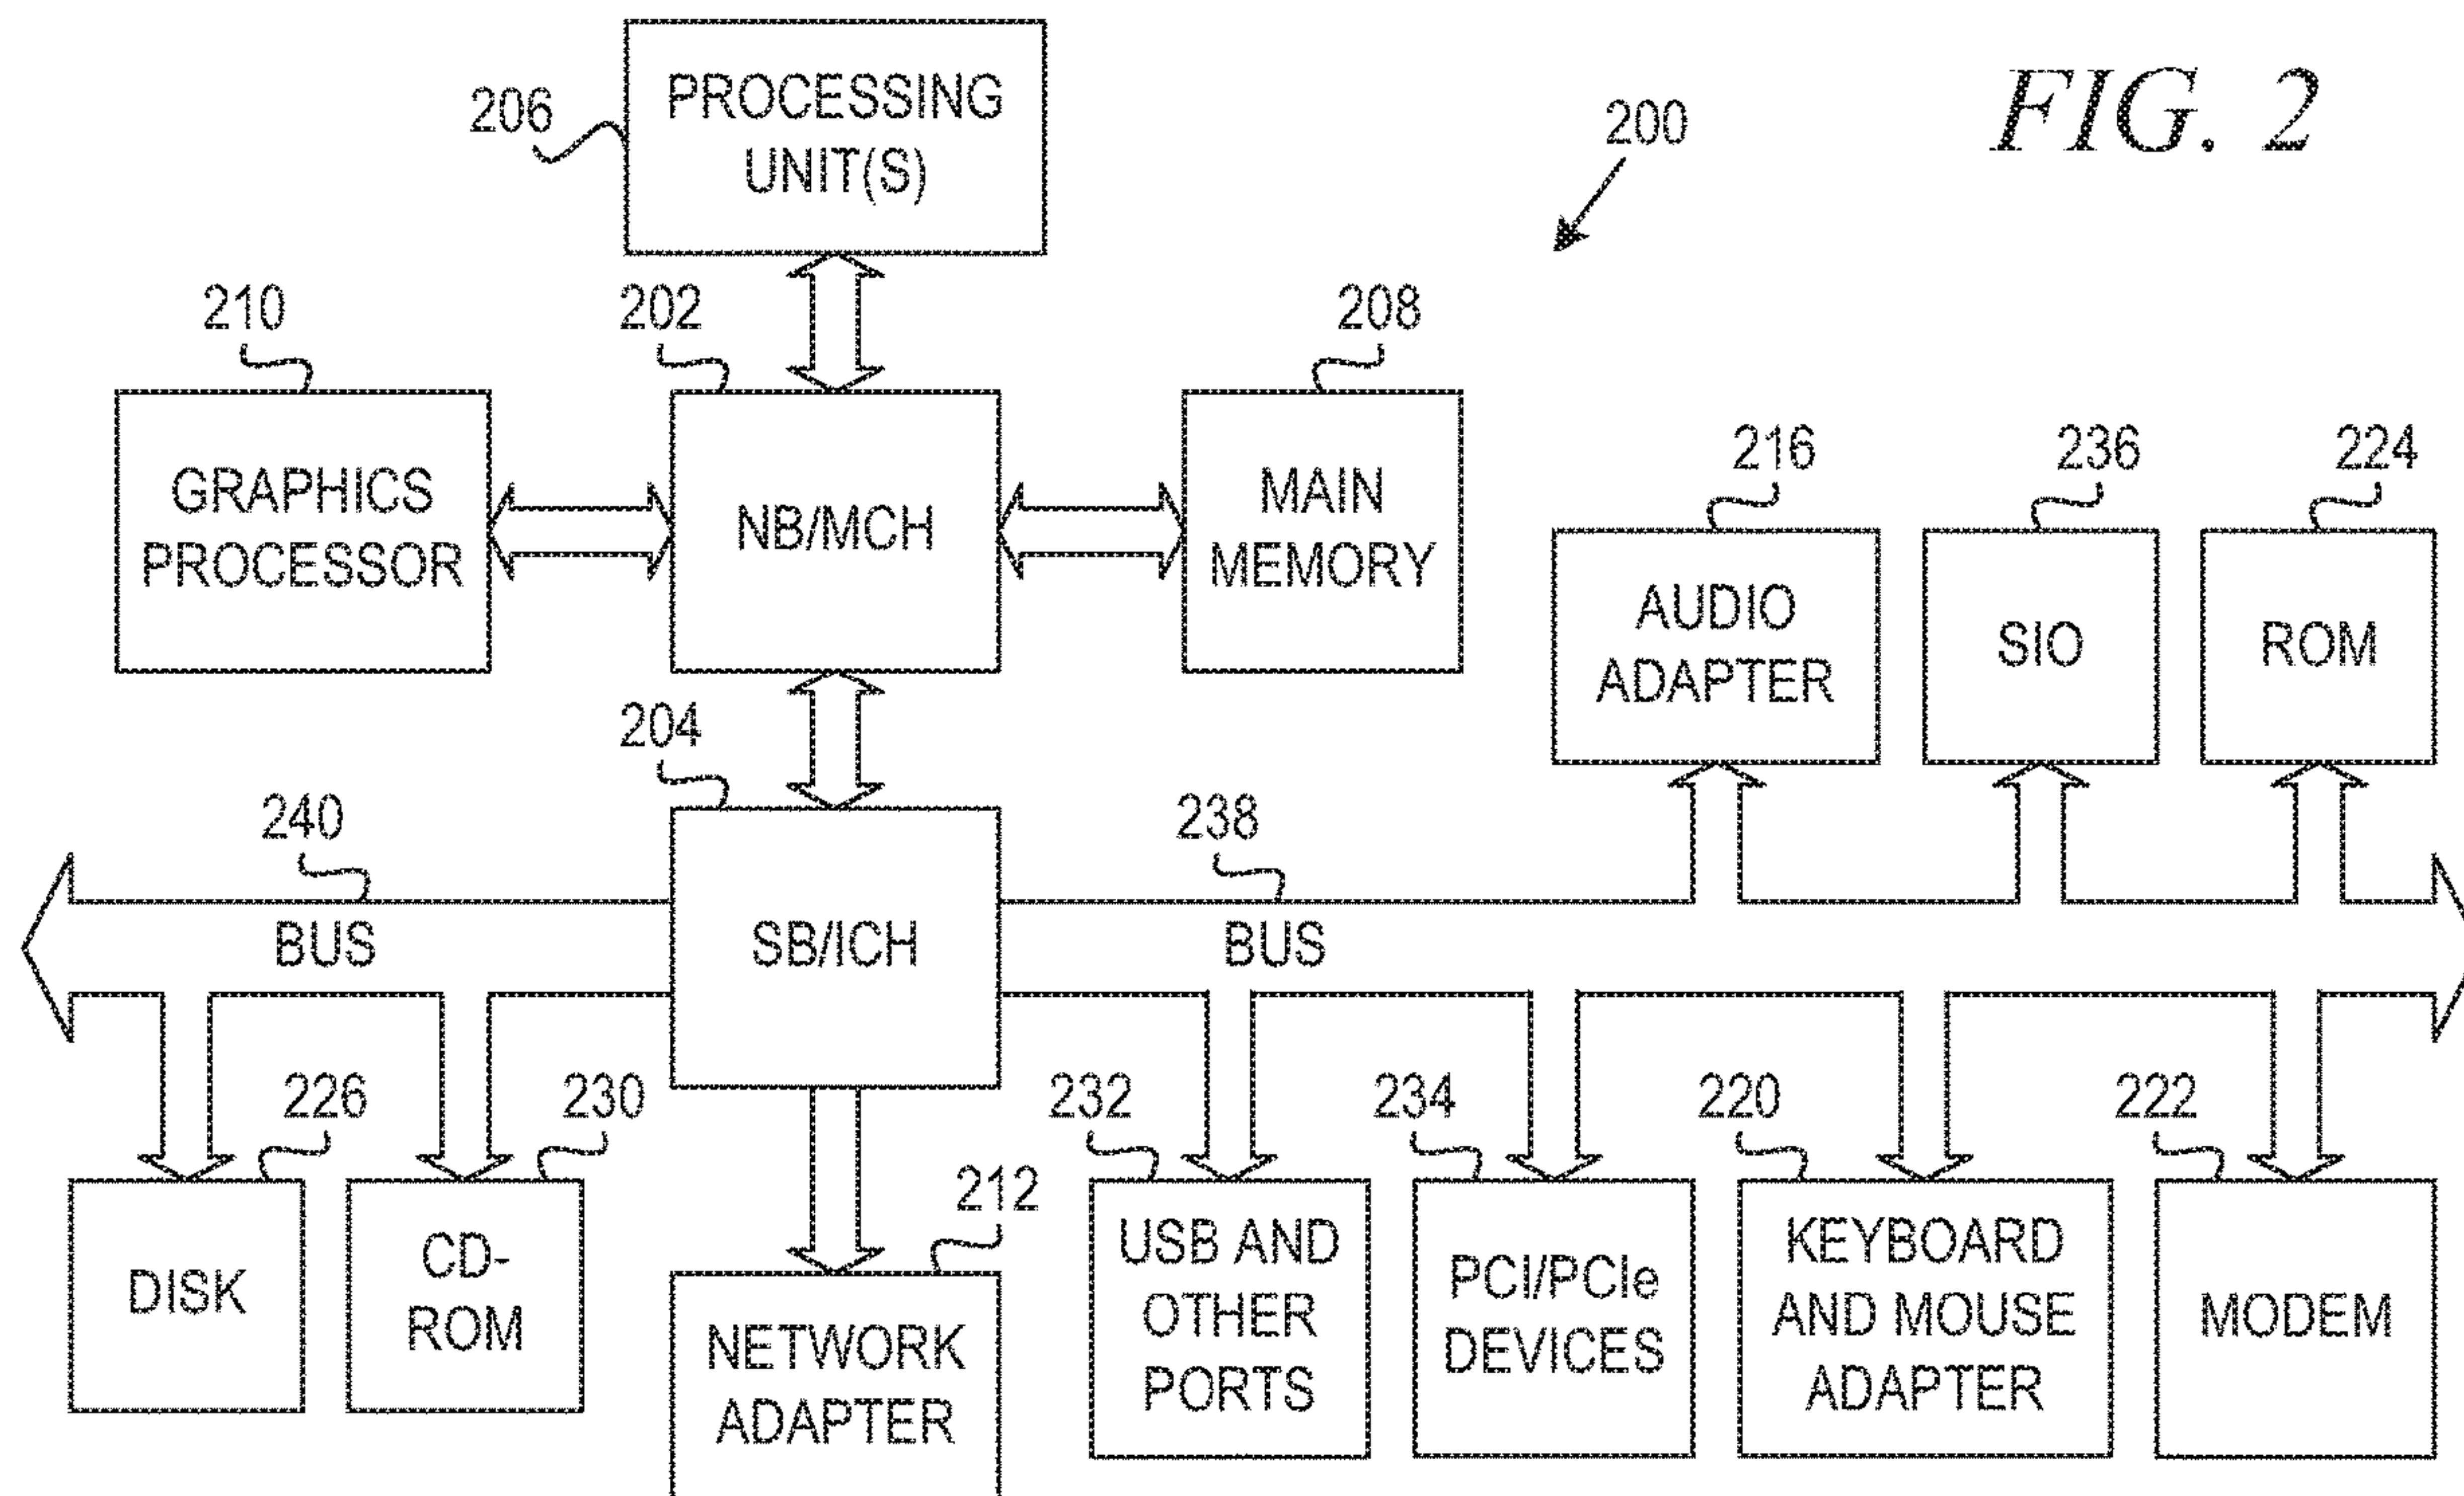 FIG. 2
200
206
PROCESSING
UNIT(S)
210
202
208
GRAPHICS
PROCESSOR
NB/MCH
MAIN
MEMORY
216
236
224
AUDIO
ADAPTER
SIO
ROM
204
240
238
BUS
SB/ICH
BUS
226
230
212
232
234
220
222
DISK
CD-
ROM
NETWORK
ADAPTER
USB AND
OTHER
PORTS
PCI/PCIe
DEVICES
KEYBOARD
AND MOUSE
ADAPTER
MODEM